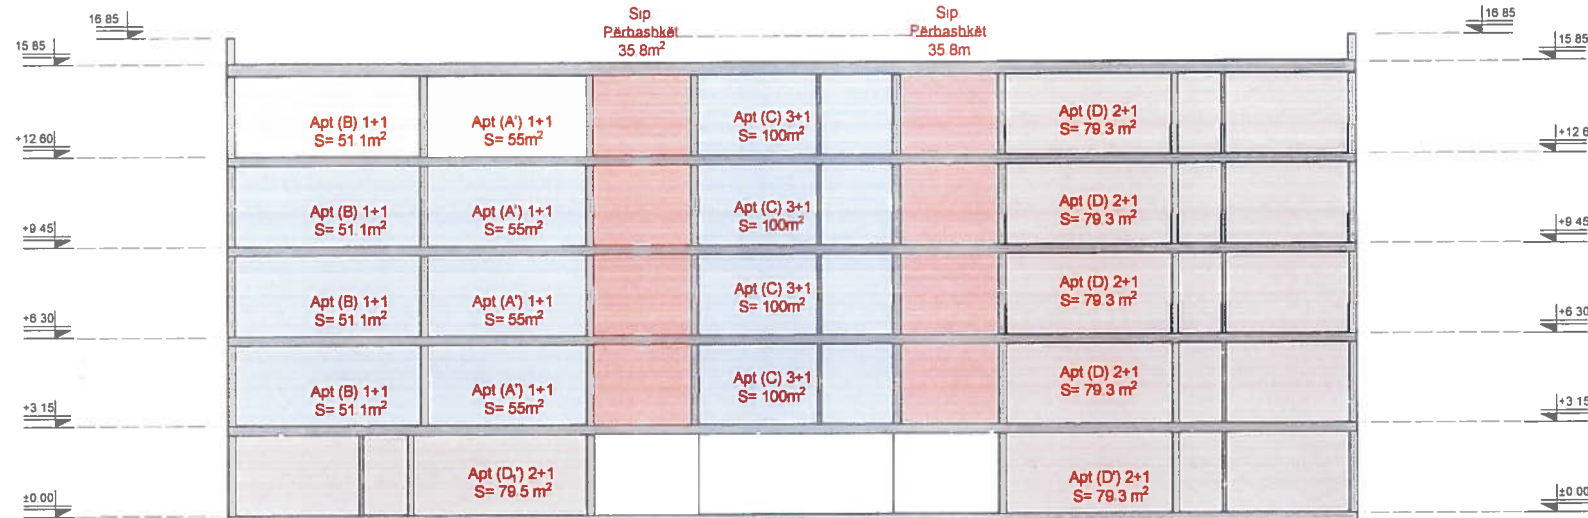 Sip.
Përbashkët
35.8m²
Sip.
Përbashkët
35.8m
16 85
16 85
15 85
15 85
Apt (B) 1+1
S= 51.1m²
Apt (A') 1+1
S= 55m²
Apt (C) 3+1
S= 100m²
Apt (D) 2+1
S= 79.3 m²
+12 60
+12 6
Apt (B) 1+1
S= 51.1m²
Apt (A') 1+1
S= 55m²
Apt (C) 3+1
S= 100m²
Apt (D) 2+1
S= 79.3 m²
+9 45
+9 45
Apt (B) 1+1
S= 51.1m²
Apt (A') 1+1
S= 55m²
Apt (C) 3+1
S= 100m²
Apt (D) 2+1
S= 79.3 m²
+6 30
+6 30
Apt (B) 1+1
S= 51.1m²
Apt (A') 1+1
S= 55m²
Apt (C) 3+1
S= 100m²
Apt (D) 2+1
S= 79.3 m²
+3.15
+3.15
Apt (D₁') 2+1
S= 79.5 m²
Apt (D') 2+1
S= 79.3 m²
±0.00
±0.00